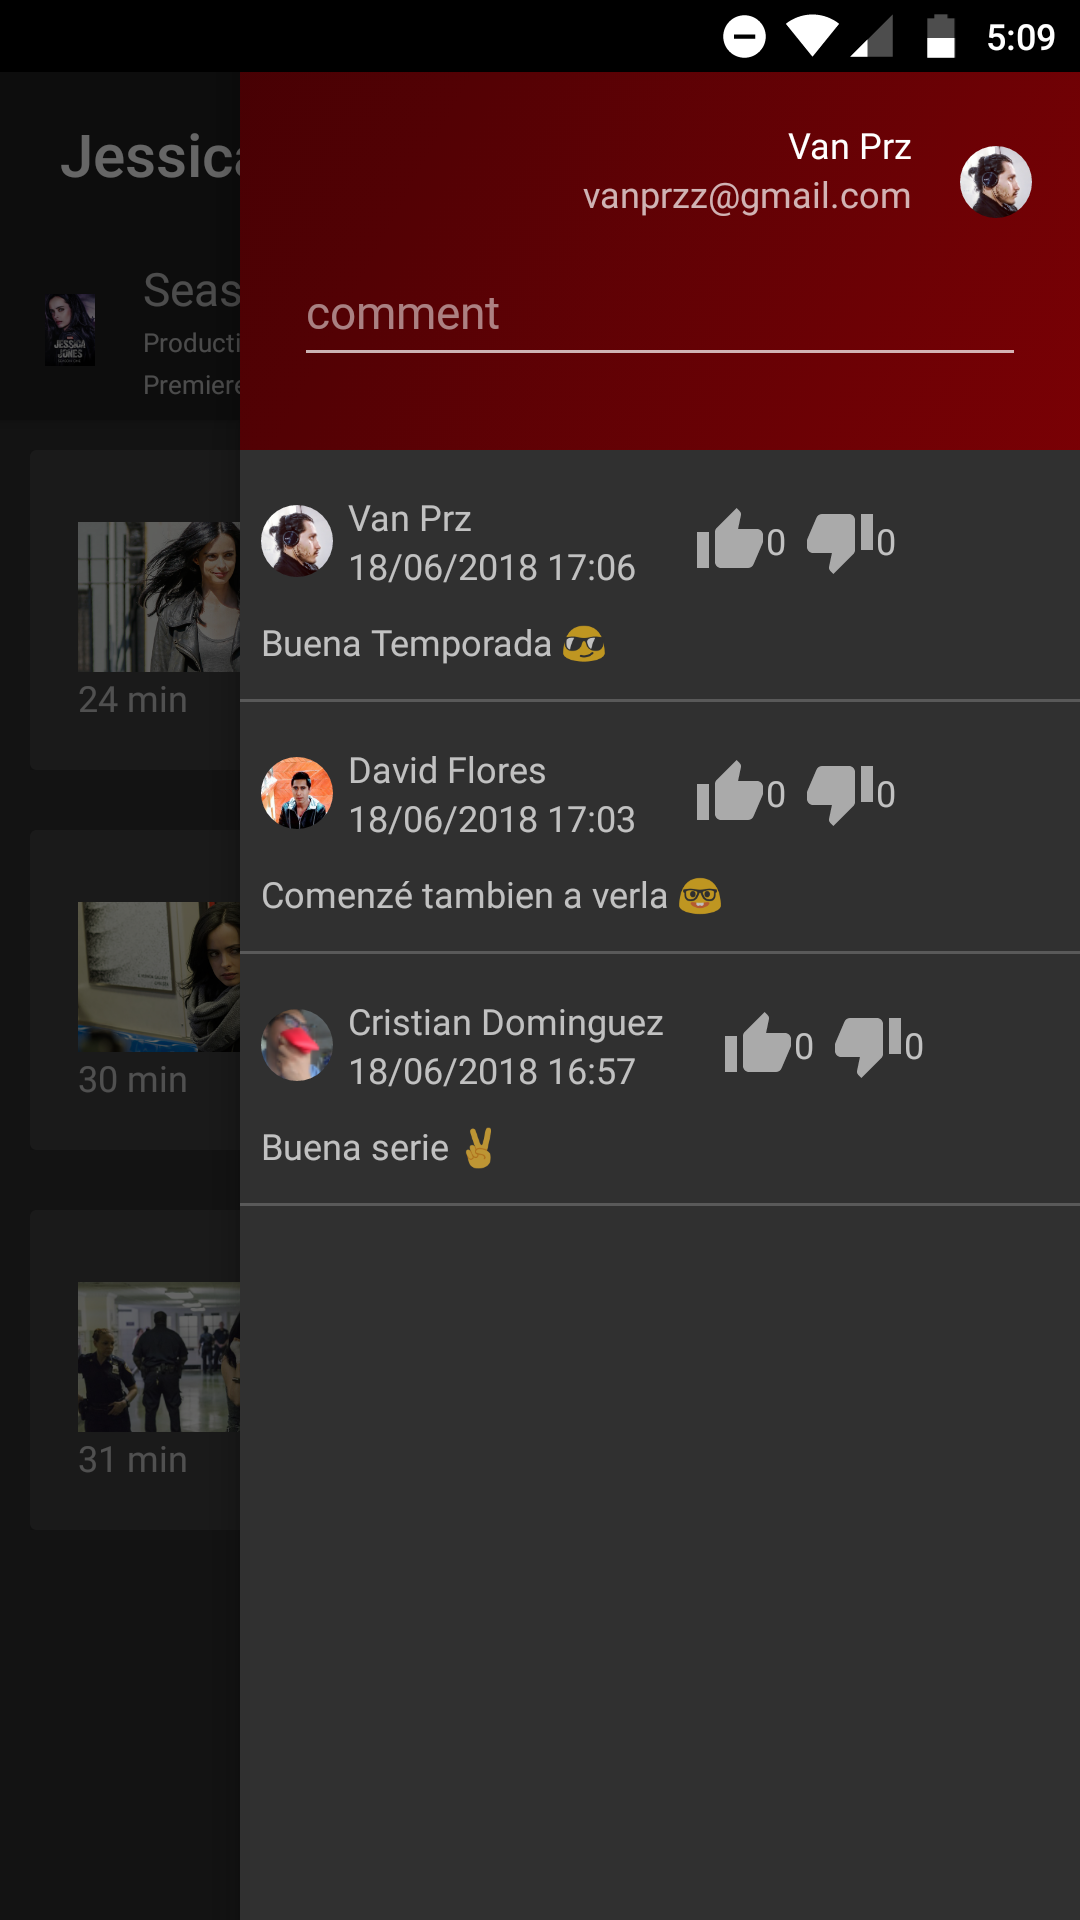 5:09
Jessica
Van Prz
vanprzz@gmail.com
Seas
Producti
Premiere
JESSICA
JONES
comment
Van Prz
18/06/2018 17:06
0
0
Buena Temporada 😎
24 min
David Flores
18/06/2018 17:03
0
0
Comenzé tambien a verla 🤓
30 min
Cristian Dominguez
18/06/2018 16:57
0
0
Buena serie ✌
31 min